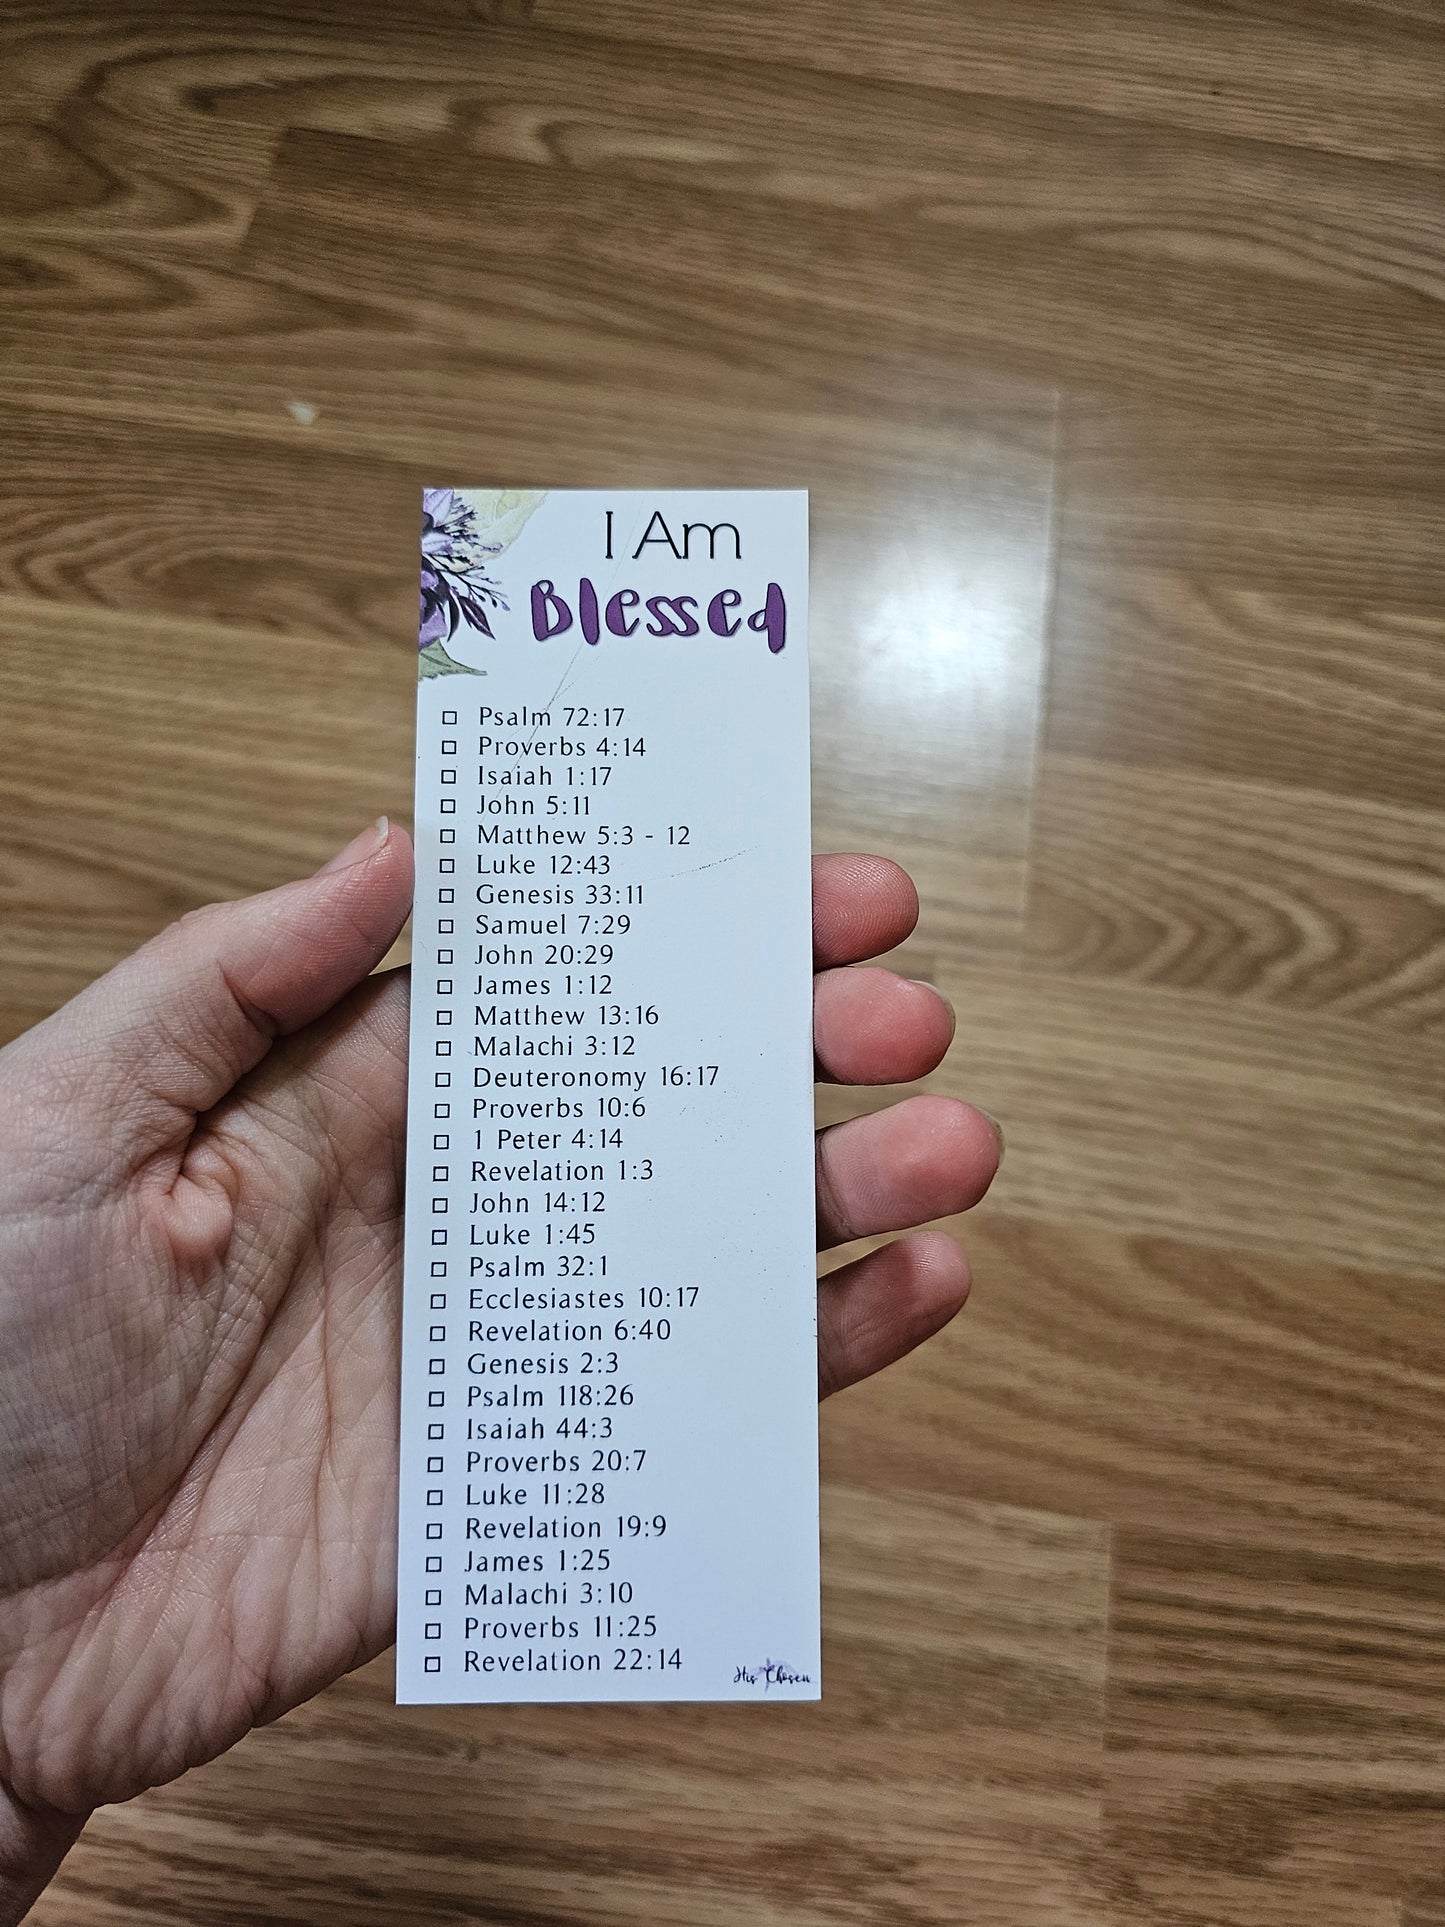 I Am
Blessed
Psalm 72:17
Proverbs 4:14
Isaiah 1:17
John 5:11
Matthew 5:3 - 12
Luke 12:43
Genesis 33:11
Samuel 7:29
John 20:29
James 1:12
Matthew 13:16
Malachi 3:12
Deuteronomy 16:17
Proverbs 10:6
1 Peter 4:14
Revelation 1:3
John 14:12
Luke 1:45
Psalm 32:1
Ecclesiastes 10:17
Revelation 6:40
Genesis 2:3
Psalm 118:26
Isaiah 44:3
Proverbs 20:7
Luke 11:28
Revelation 19:9
James 1:25
Malachi 3:10
Proverbs 11:25
Revelation 22:14
His Chosen